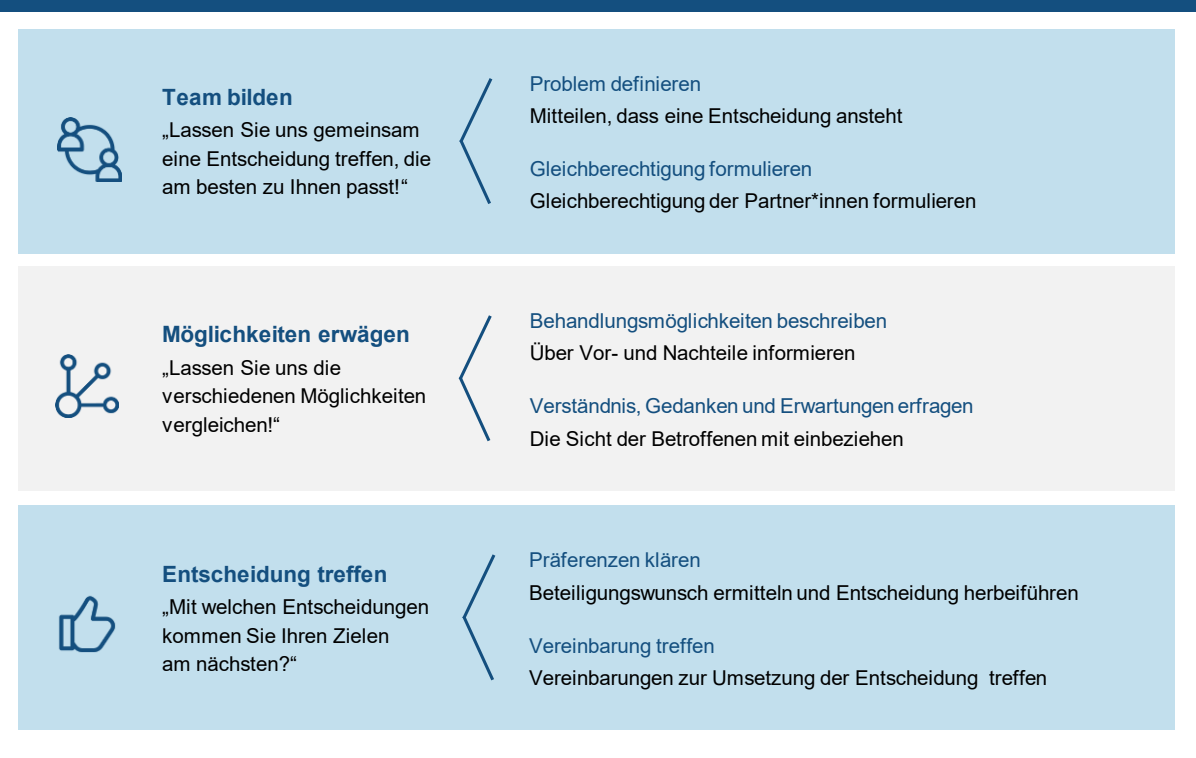 Team bilden
„Lassen Sie uns gemeinsam
eine Entscheidung treffen, die
am besten zu Ihnen passt!“
Problem definieren
Mitteilen, dass eine Entscheidung ansteht
Gleichberechtigung formulieren
Gleichberechtigung der Partner*innen formulieren
Möglichkeiten erwägen
„Lassen Sie uns die
verschiedenen Möglichkeiten
vergleichen!“
Behandlungsmöglichkeiten beschreiben
Über Vor- und Nachteile informieren
Verständnis, Gedanken und Erwartungen erfragen
Die Sicht der Betroffenen mit einbeziehen
Entscheidung treffen
„Mit welchen Entscheidungen
kommen Sie Ihren Zielen
am nächsten?“
Präferenzen klären
Beteiligungswunsch ermitteln und Entscheidung herbeiführen
Vereinbarung treffen
Vereinbarungen zur Umsetzung der Entscheidung treffen